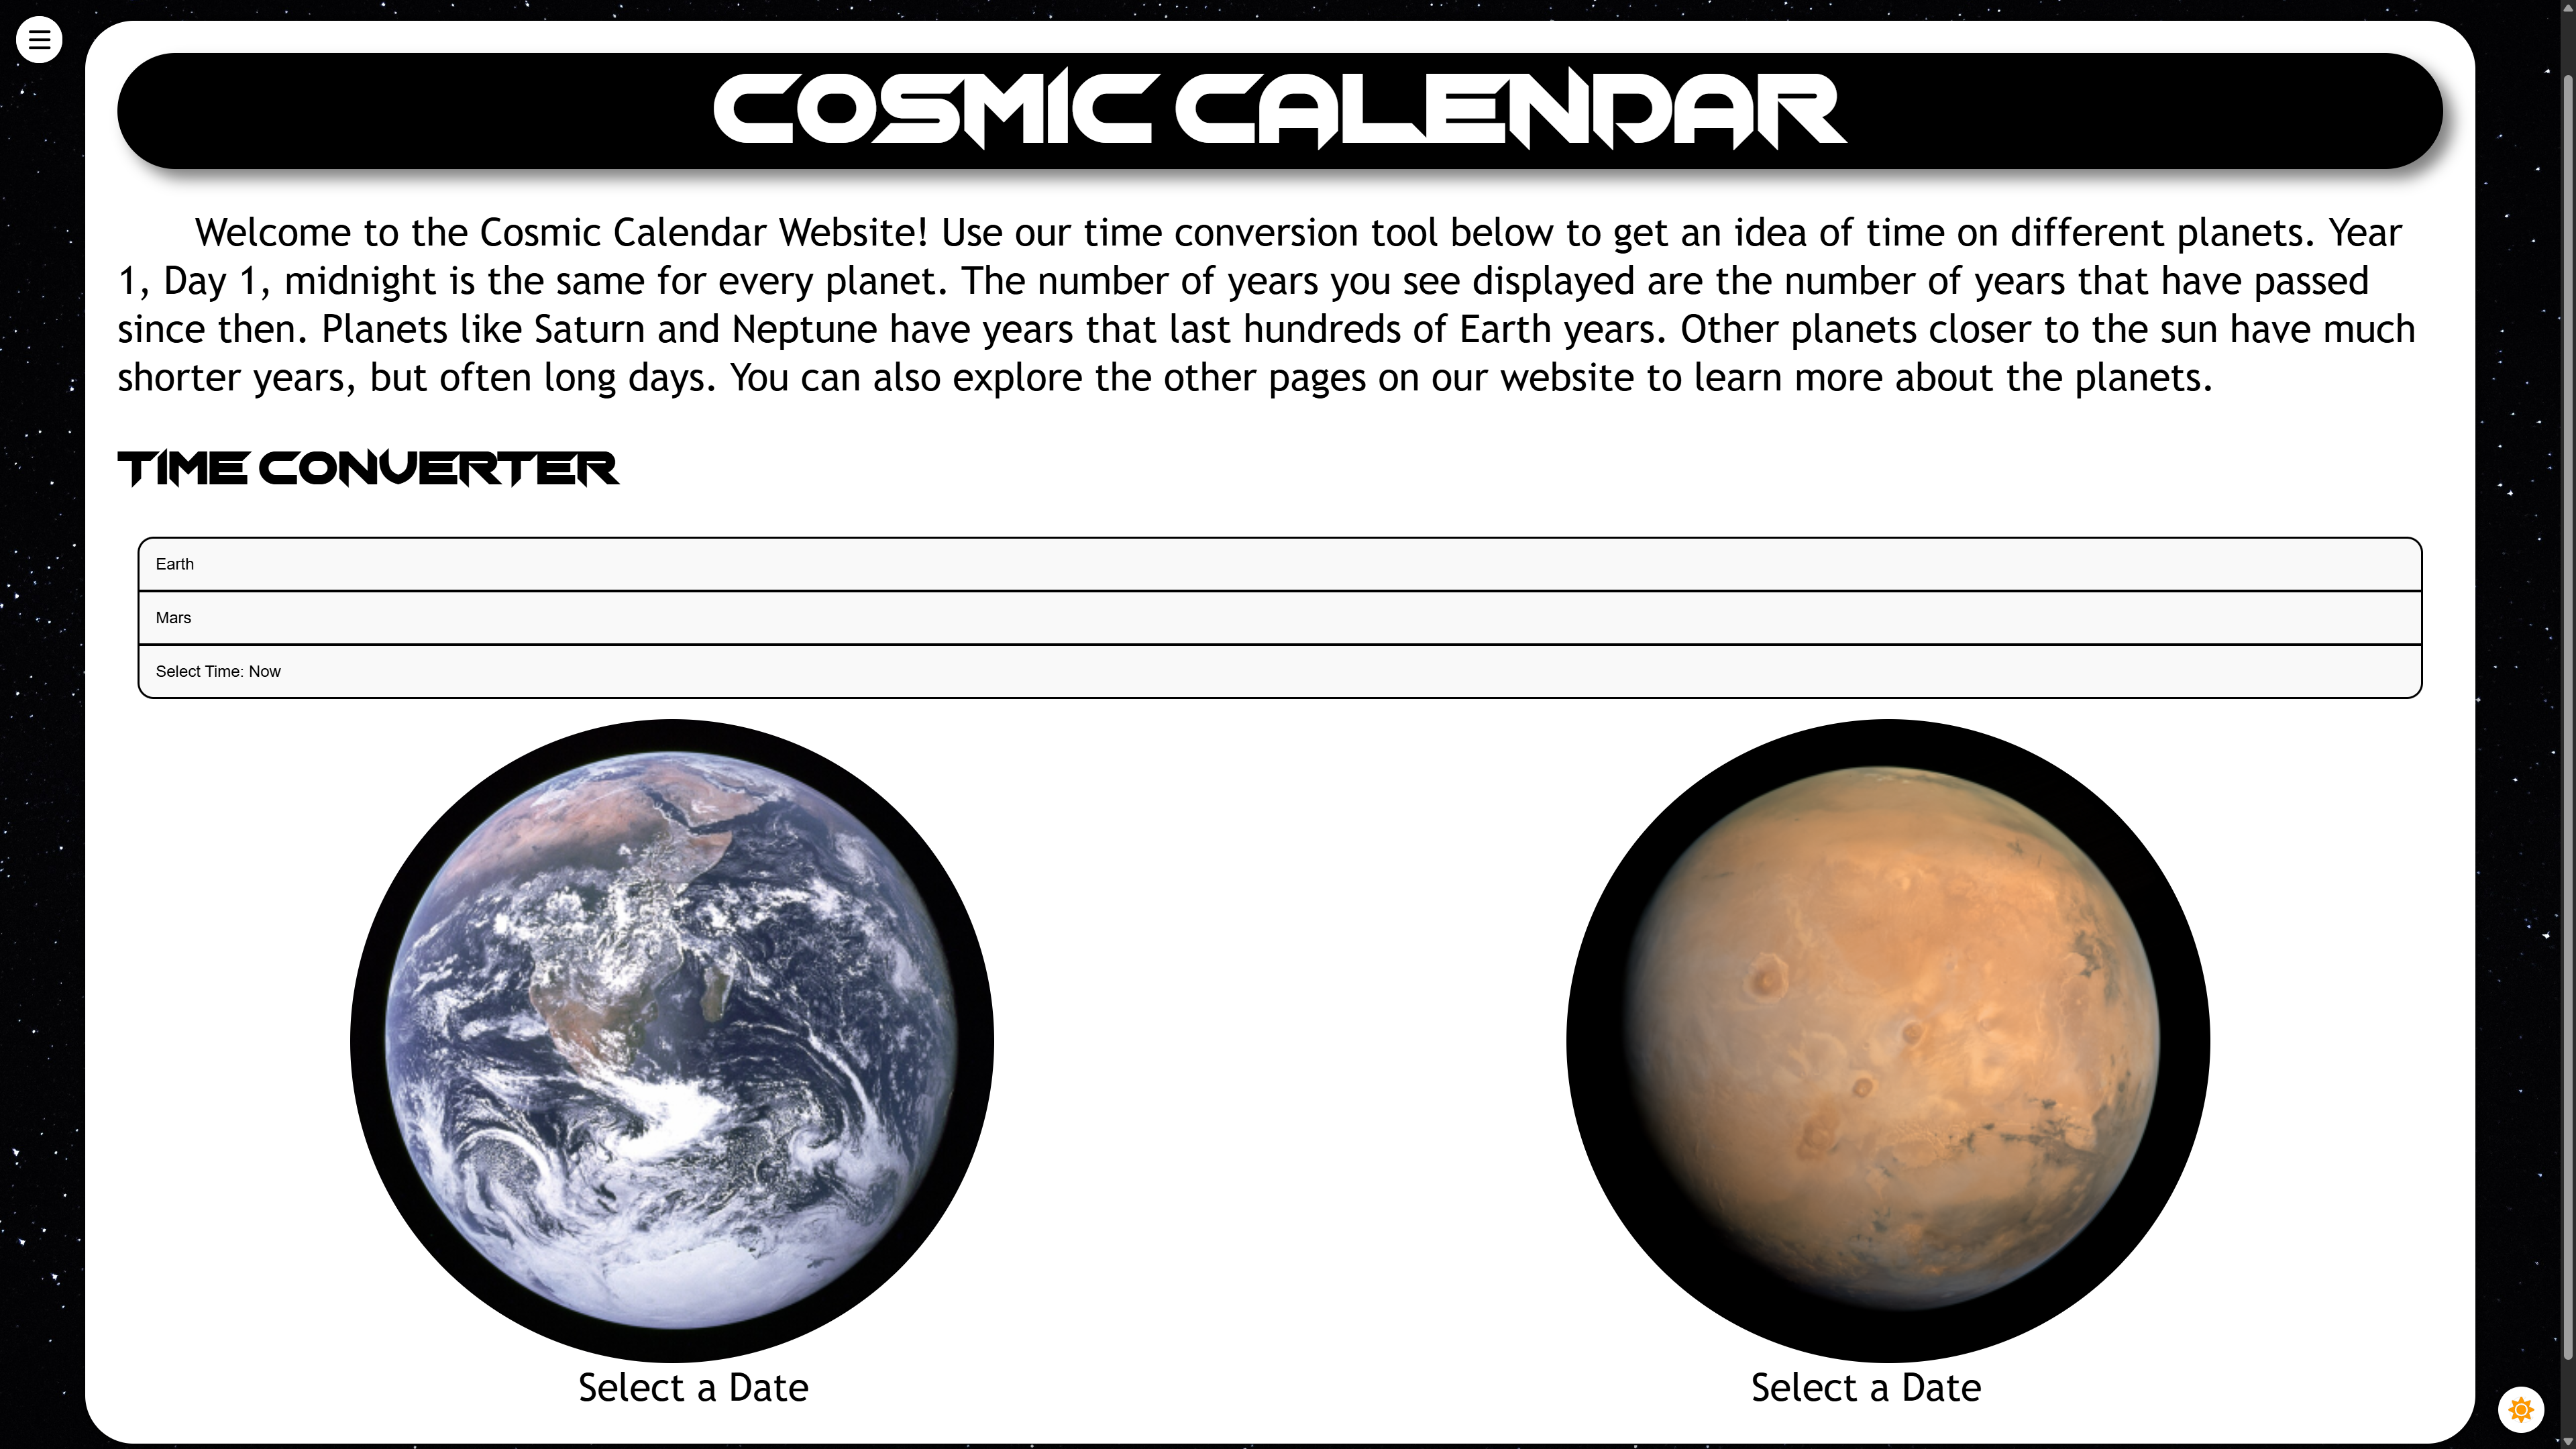 COSMIC CALENDAR
Welcome to the Cosmic Calendar Website! Use our time conversion tool below to get an idea of time on different planets. Year
1, Day 1, midnight is the same for every planet. The number of years you see displayed are the number of years that have passed
since then. Planets like Saturn and Neptune have years that last hundreds of Earth years. Other planets closer to the sun have much
shorter years, but often long days. You can also explore the other pages on our website to learn more about the planets.
TIME CONVERTER
Earth
Mars
Select Time: Now
Select a Date
Select a Date